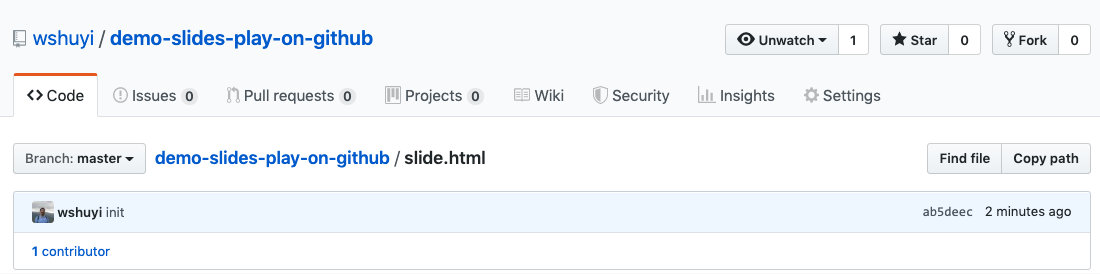 wshuyi / demo-slides-play-on-github Unwatch 1 Star 0 Fork 0
Code Issues 0 Pull requests 0 Projects 0 Wiki Security Insights Settings
Branch: master demo-slides-play-on-github / slide.html Find file Copy path
wshuyi init ab5deec 2 minutes ago
1 contributor